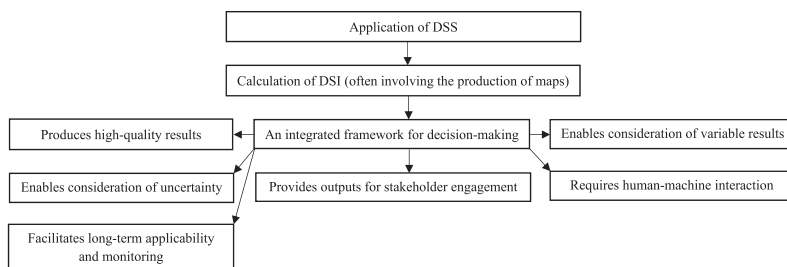 Application of DSS
Calculation of DSI (often involving the production of maps)
Produces high-quality results
An integrated framework for decision-making
Enables consideration of variable results
Enables consideration of uncertainty
Provides outputs for stakeholder engagement
Requires human-machine interaction
Facilitates long-term applicability
and monitoring